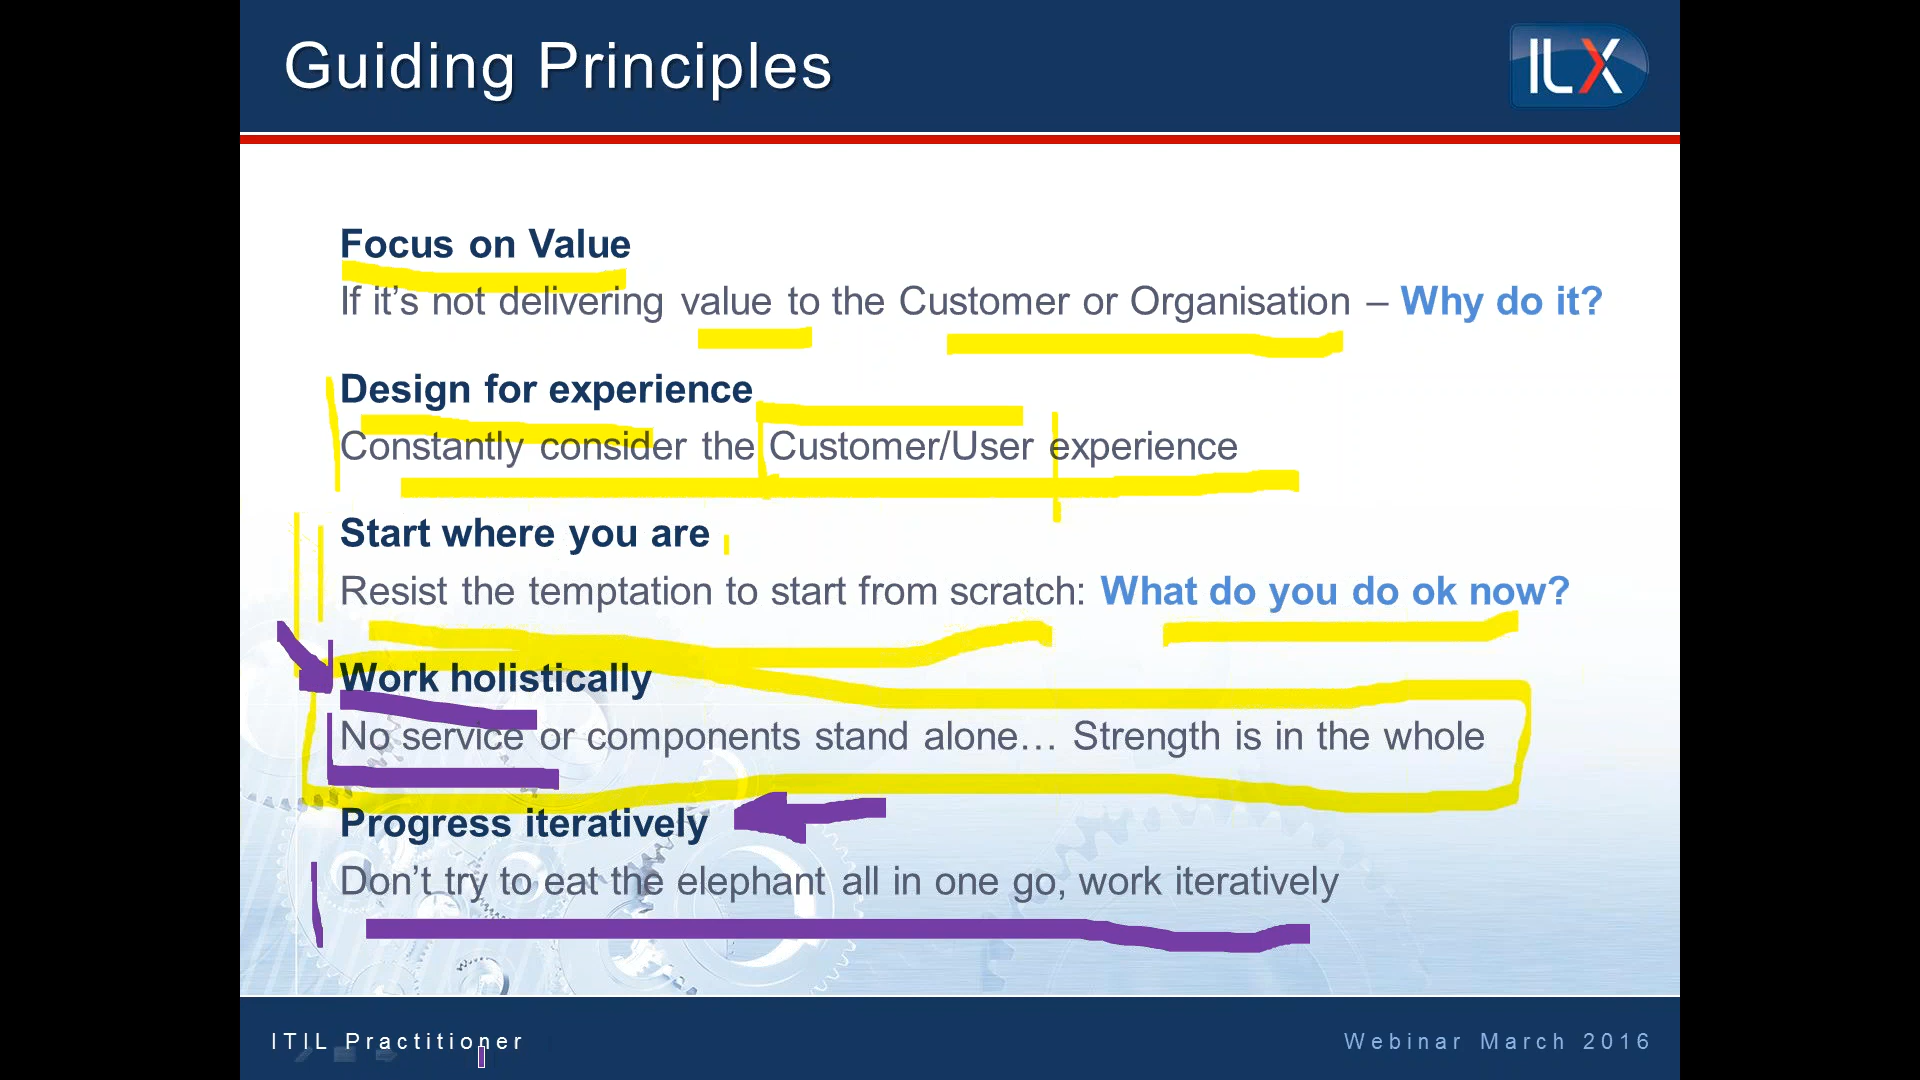 Guiding Principles
ILX
Focus on Value
If it’s not delivering value to the Customer or Organisation – Why do it?
Design for experience
Constantly consider the Customer/User experience
Start where you are
Resist the temptation to start from scratch: What do you do ok now?
Work holistically
No service or components stand alone… Strength is in the whole
Progress iteratively
Don’t try to eat the elephant all in one go, work iteratively
ITIL Practitioner
Webinar March 2016